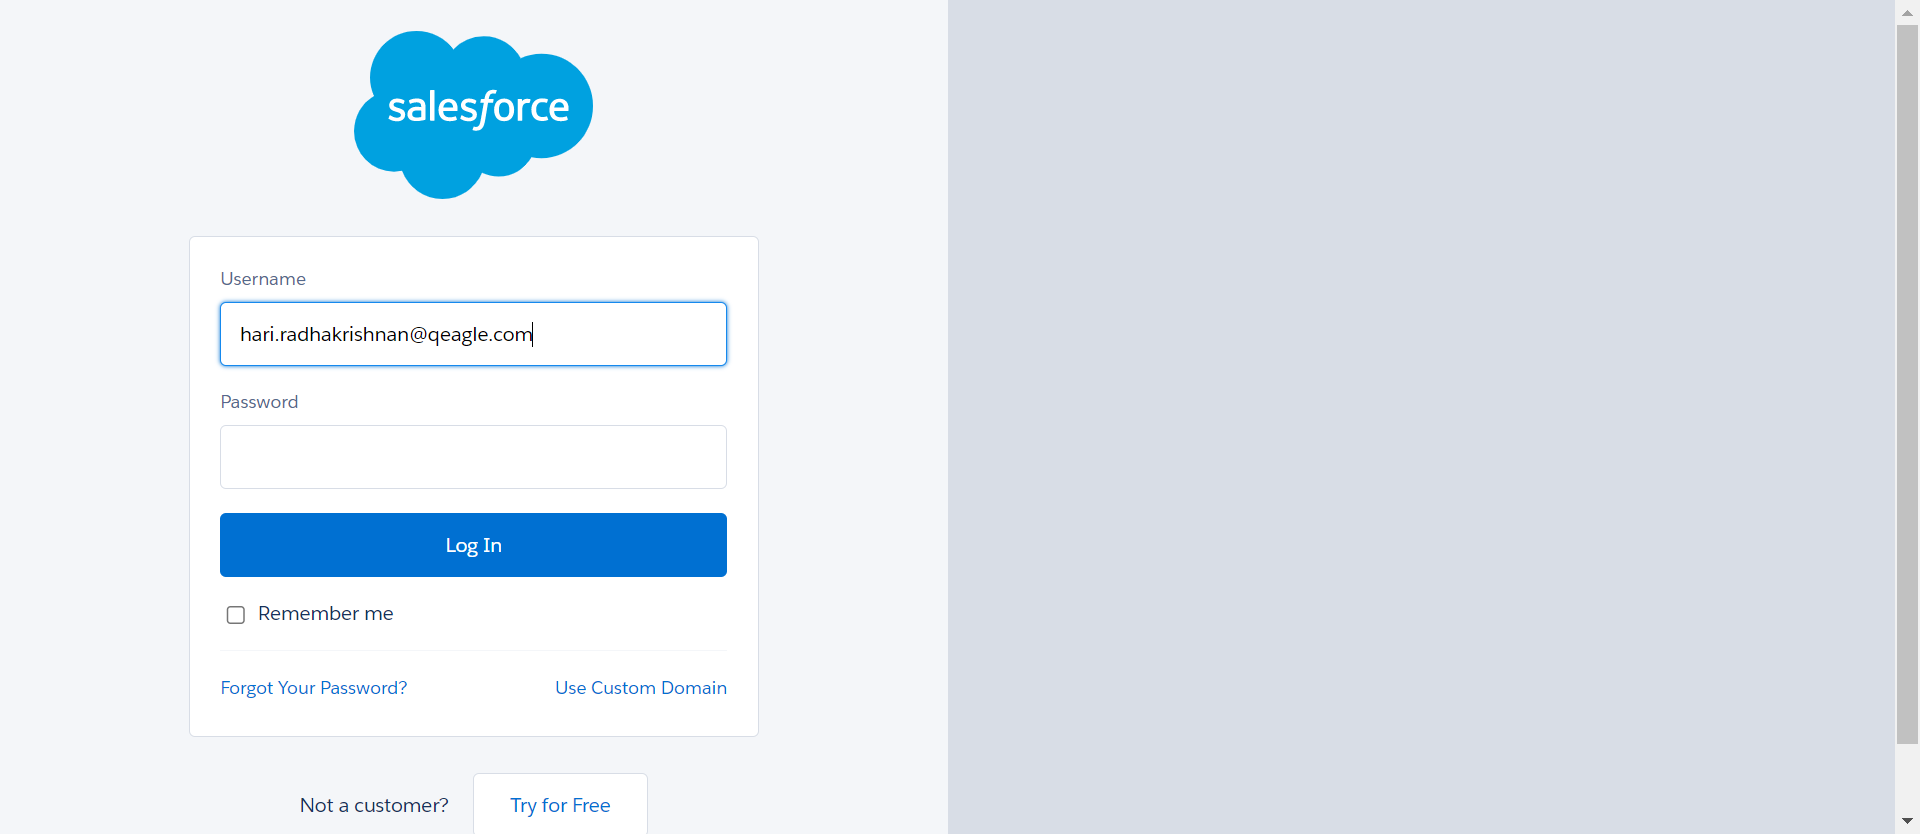 salesforce
Username
hari.radhakrishnan@qeagle.com
Password
Log In
Remember me
Forgot Your Password? Use Custom Domain
Not a customer? Try for Free